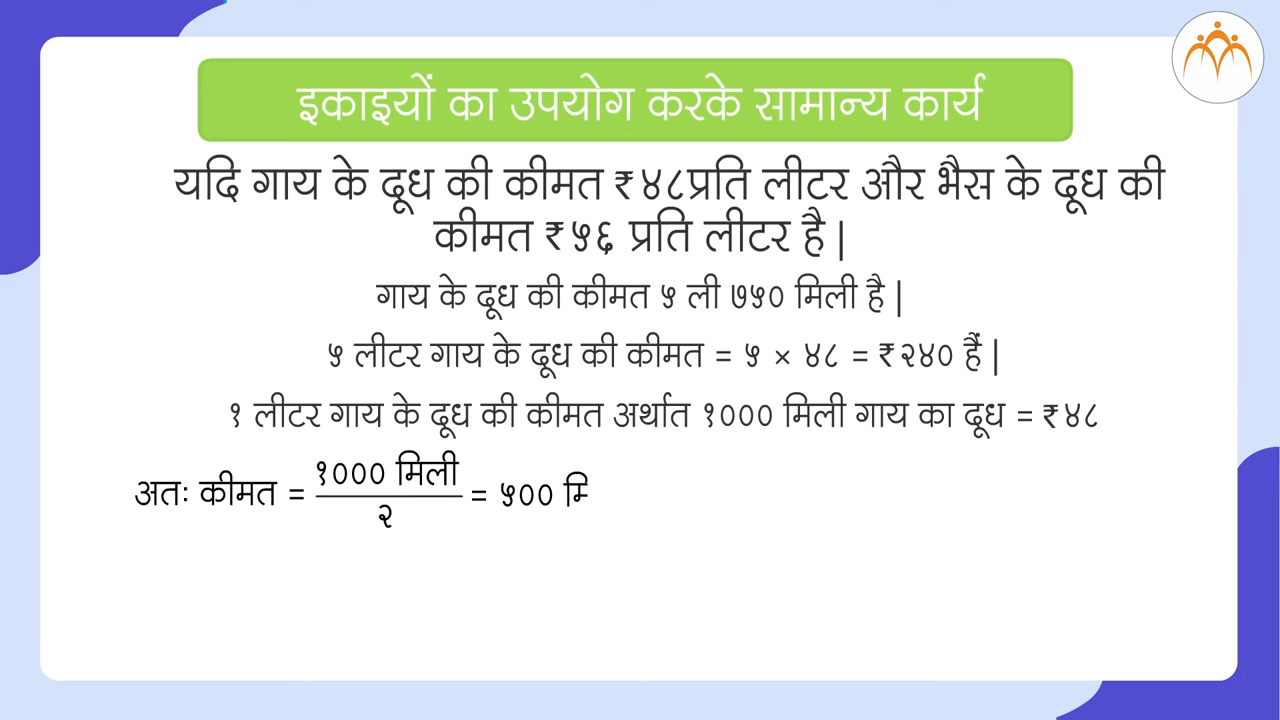 इकाइयों का उपयोग करके सामान्य कार्य
यदि गाय के दूध की कीमत ₹४८प्रति लीटर और भैस के दूध की
कीमत ₹५६ प्रति लीटर है |
गाय के दूध की कीमत ५ ली ७५० मिली है |
५ लीटर गाय के दूध की कीमत = ५ × ४८ = ₹२४० हैं |
१ लीटर गाय के दूध की कीमत अर्थात १००० मिली गाय का दूध = ₹४८
अतः कीमत = १००० मिली / २ = ५००